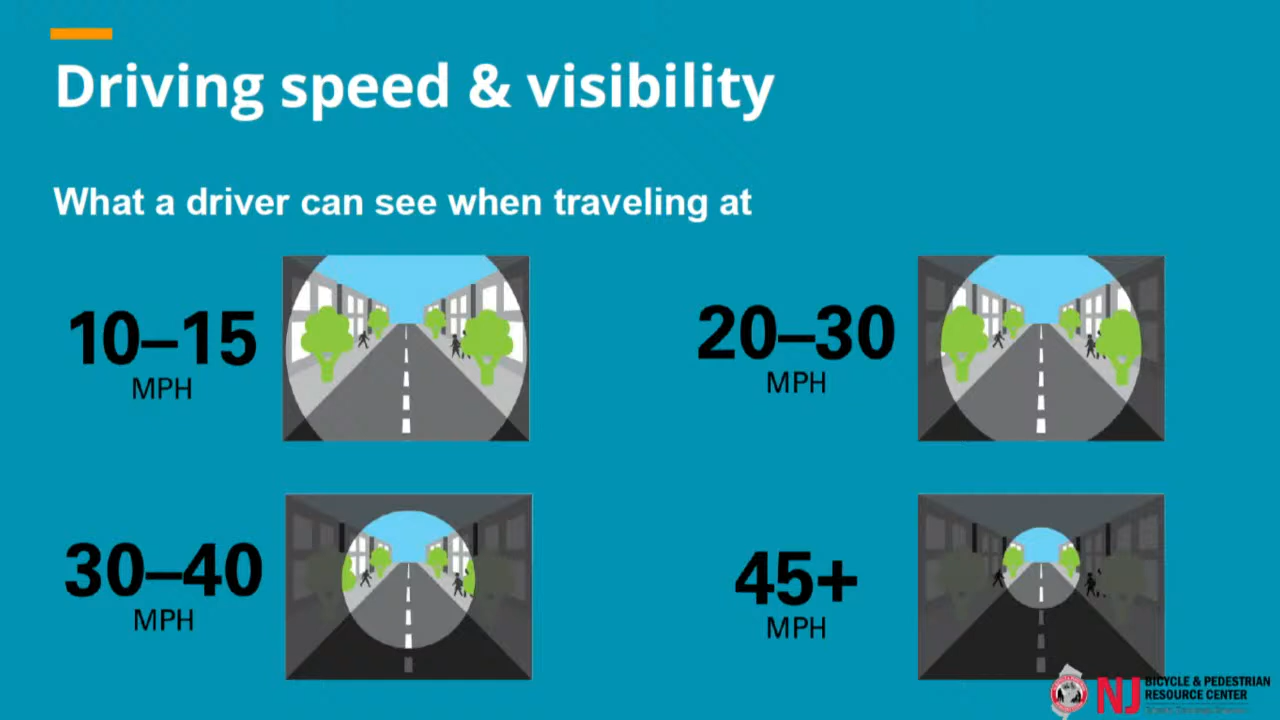 Driving speed & visibility
What a driver can see when traveling at
10–15
MPH
20–30
MPH
30–40
MPH
45+
MPH
NJ
BICYCLE & PEDESTRIAN
RESOURCE CENTER